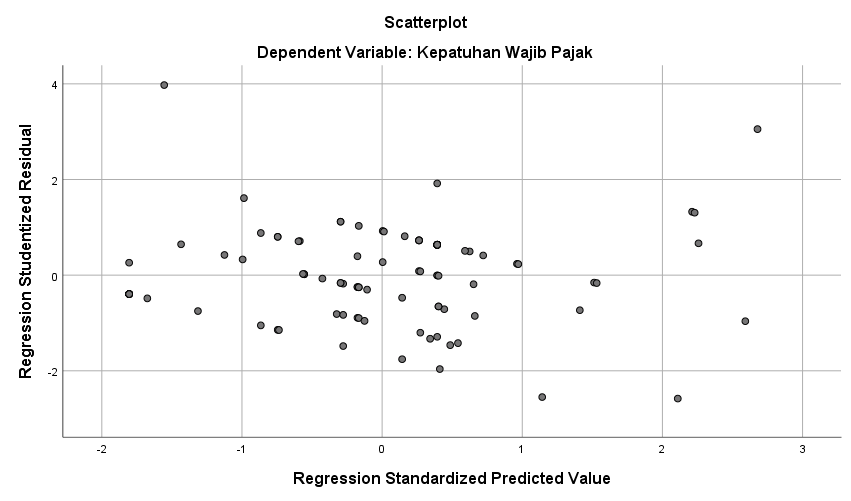 Scatterplot
Dependent Variable: Kepatuhan Wajib Pajak
Regression Studentized Residual
4
2
0
-2
-2
-1
0
1
2
3
Regression Standardized Predicted Value